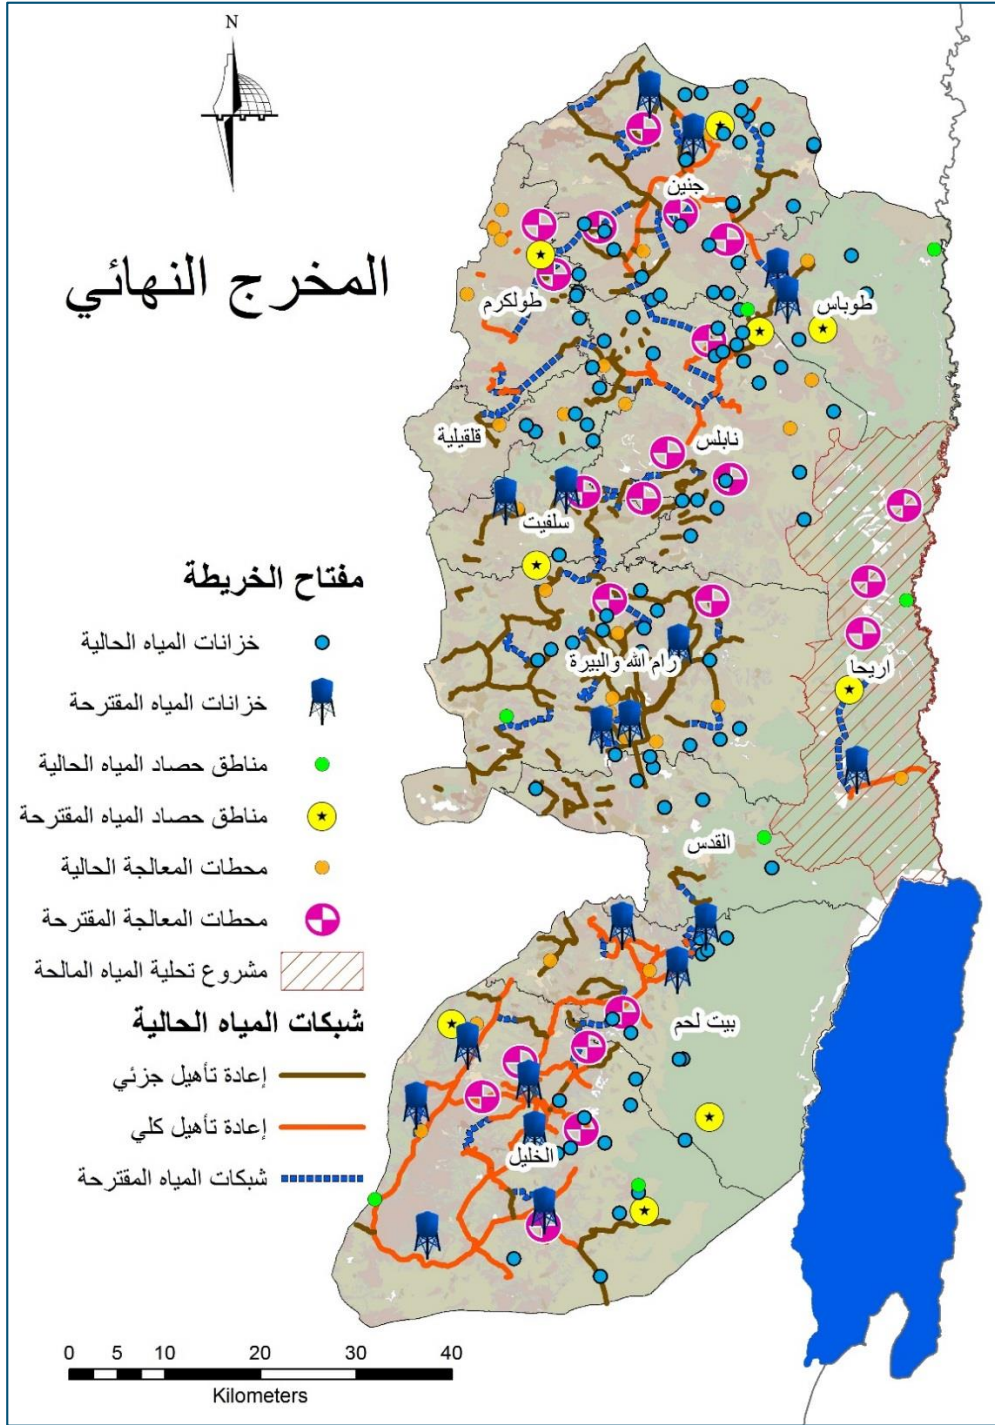 N
المخرج النهائي
جنين
طولكرم
طوباس
قلقيلية
نابلس
سلفيت
رام الله والبيرة
اريحا
القدس
بيت لحم
الخليل
مفتاح الخريطة
خزانات المياه الحالية
خزانات المياه المقترحة
مناطق حصاد المياه الحالية
مناطق حصاد المياه المقترحة
محطات المعالجة الحالية
محطات المعالجة المقترحة
مشروع تحلية المياه المالحة
شبكات المياه الحالية
إعادة تأهيل جزئي
إعادة تأهيل كلي
شبكات المياه المقترحة
0 5 10 20 30 40
Kilometers